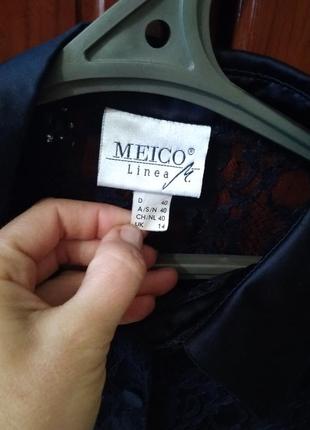 MEICO®
Linea M.
D 40
A/S/N 40
CH/NL 40
UK 14